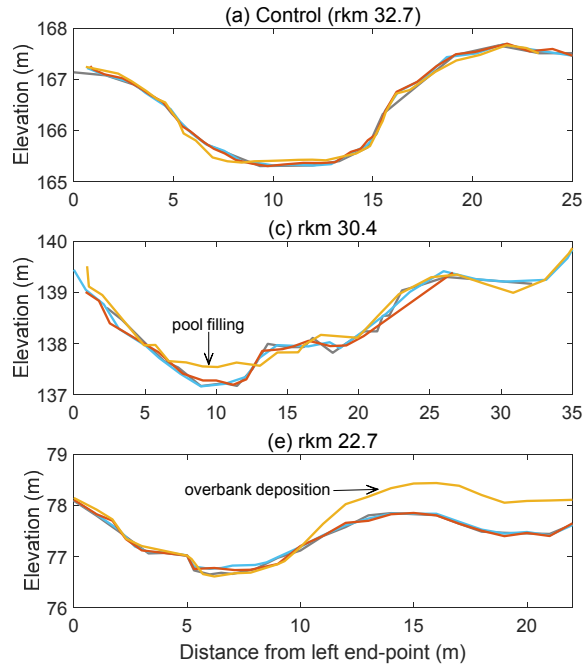 (a) Control (rkm 32.7)
Elevation (m)
168
167
166
165
0 5 10 15 20 25
(c) rkm 30.4
Elevation (m)
140
139
138
137
pool filling
0 5 10 15 20 25 30 35
(e) rkm 22.7
Elevation (m)
79
78
77
76
overbank deposition
0 5 10 15 20
Distance from left end-point (m)